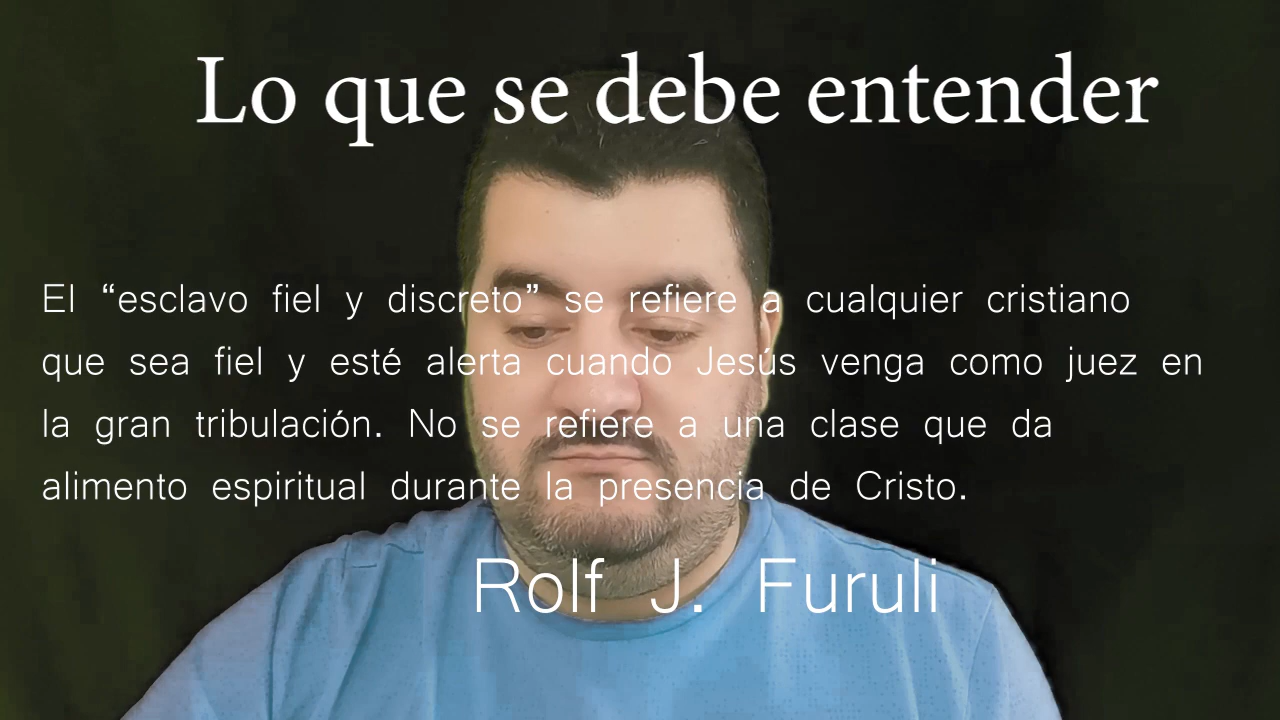 Lo que se debe entender
El “esclavo fiel y discreto” se refiere a cualquier cristiano
que sea fiel y esté alerta cuando Jesús venga como juez en
la gran tribulación. No se refiere a una clase que da
alimento espiritual durante la presencia de Cristo.
Rolf J. Furuli